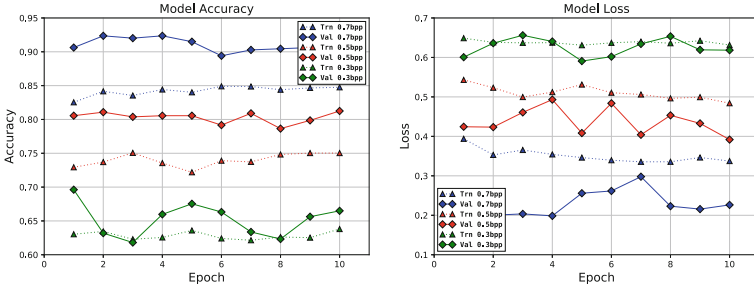 Model Accuracy
Accuracy
0.95
0.90
0.85
0.80
0.75
0.70
0.65
0.60
0
2
4
6
8
10
Epoch
Trn 0.7bpp
Val 0.7bpp
Trn 0.5bpp
Val 0.5bpp
Trn 0.3bpp
Val 0.3bpp
Model Loss
Loss
0.7
0.6
0.5
0.4
0.3
0.2
0.1
0
2
4
6
8
10
Epoch
Trn 0.7bpp
Val 0.7bpp
Trn 0.5bpp
Val 0.5bpp
Trn 0.3bpp
Val 0.3bpp